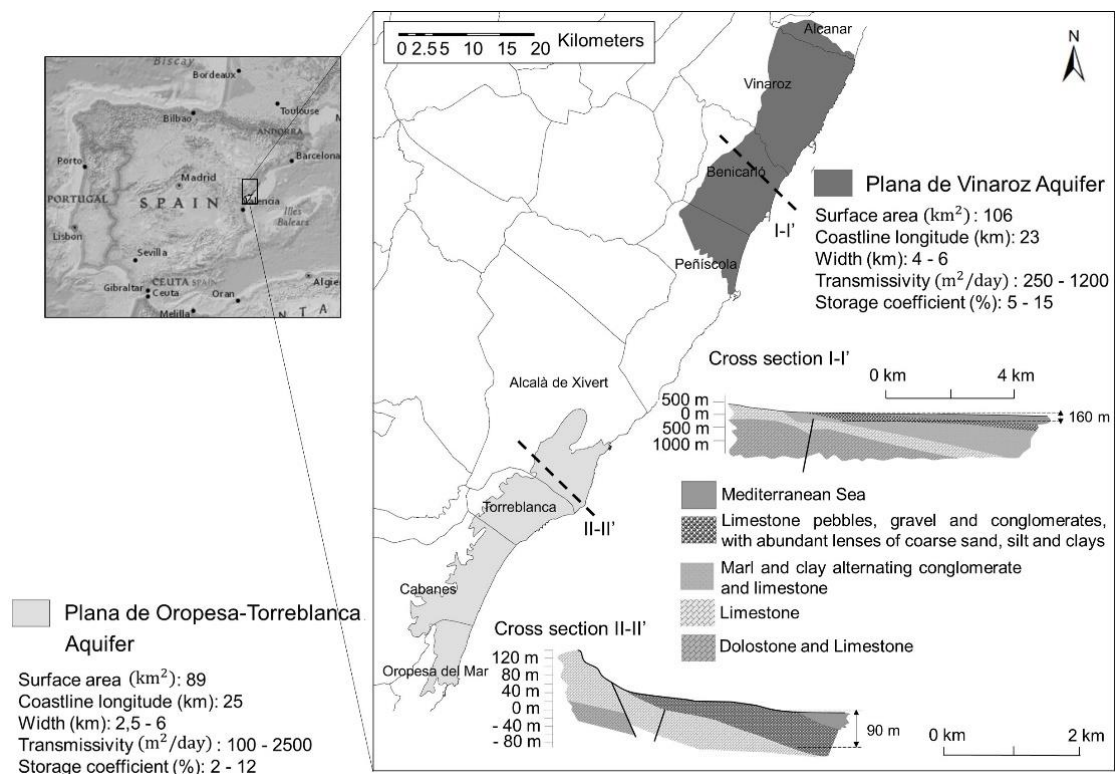 Biscay
Bordeaux
Bilbao
Toulouse
ANDORRA
Porto
Barcelona
Madrid
PORTUGAL
SPAIN
Valencia
Illes
Balears
Lisbon
Sevilla
CEUTA SPAIN
Gibraltar
Ceuta
Oran
Algie
Melilla
N T A
0 2.5 5 10 15 20 Kilometers
N
Alcanar
Vinaroz
Benicarló
I-I'
Peñíscola
Plana de Vinaroz Aquifer
Surface area (km²) : 106
Coastline longitude (km): 23
Width (km): 4 - 6
Transmissivity (m²/day) : 250 - 1200
Storage coefficient (%): 5 - 15
Cross section I-I'
0 km 4 km
500 m
0 m
500 m
1000 m
160 m
Alcalà de Xivert
Torreblanca
II-II'
Cabanes
Oropesa del Mar
Mediterranean Sea
Limestone pebbles, gravel and conglomerates,
with abundant lenses of coarse sand, silt and clays
Marl and clay alternating conglomerate
and limestone
Limestone
Dolostone and Limestone
Plana de Oropesa-Torreblanca
Aquifer
Surface area (km²): 89
Coastline longitude (km): 25
Width (km): 2,5 - 6
Transmissivity (m²/day) : 100 - 2500
Storage coefficient (%): 2 - 12
Cross section II-II'
120 m
80 m
40 m
0 m
- 40 m
- 80 m
90 m
0 km 2 km